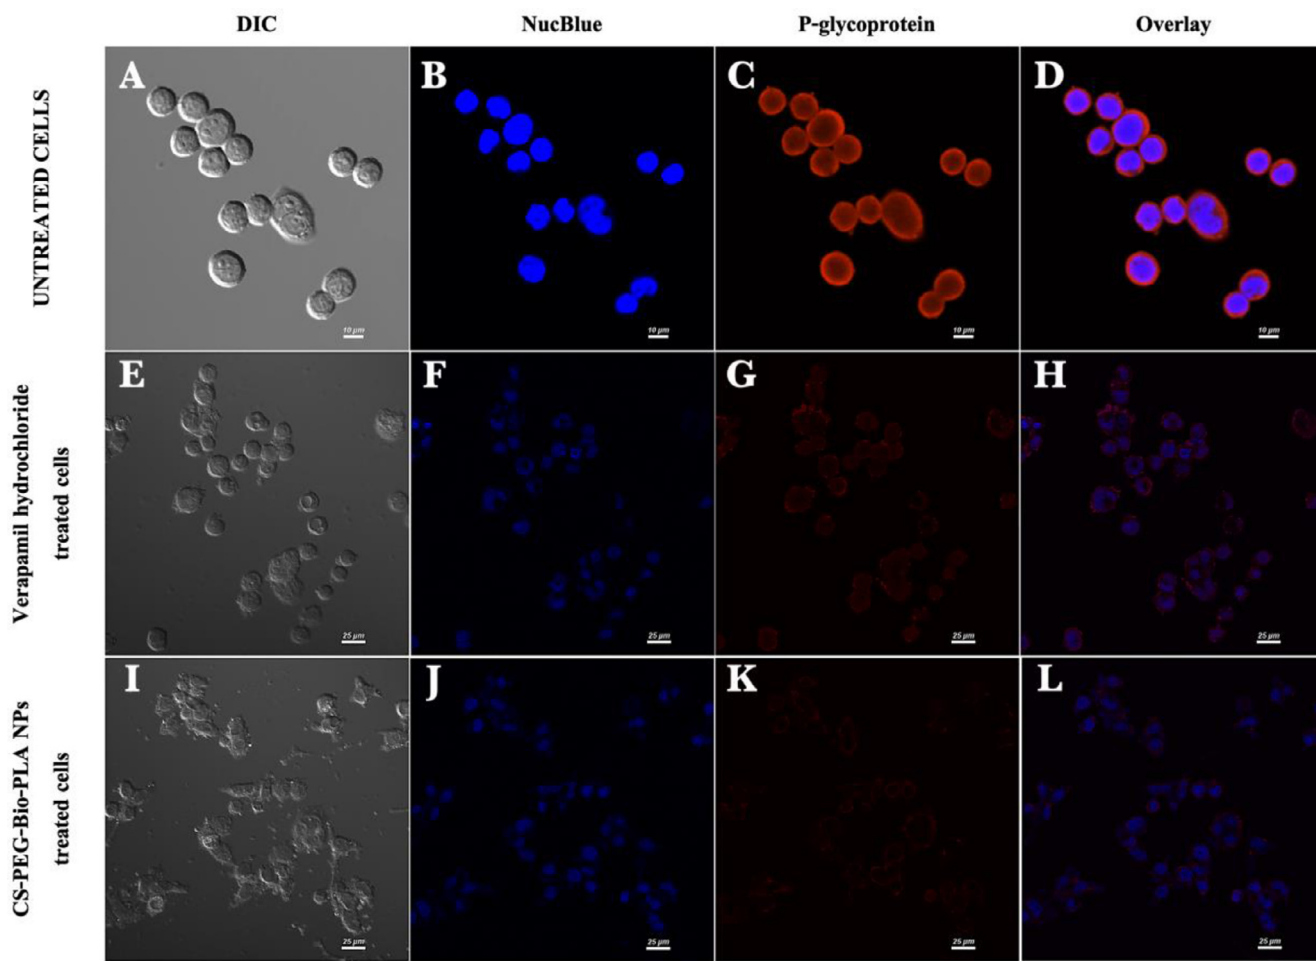 DIC NucBlue P-glycoprotein Overlay
UNTREATED CELLS
A B C D
10 µm 10 µm 10 µm 10 µm
Verapamil hydrochloride
treated cells
E F G H
25 µm 25 µm 25 µm 25 µm
CS-PEG-Bio-PLA NPs
treated cells
I J K L
25 µm 25 µm 25 µm 25 µm